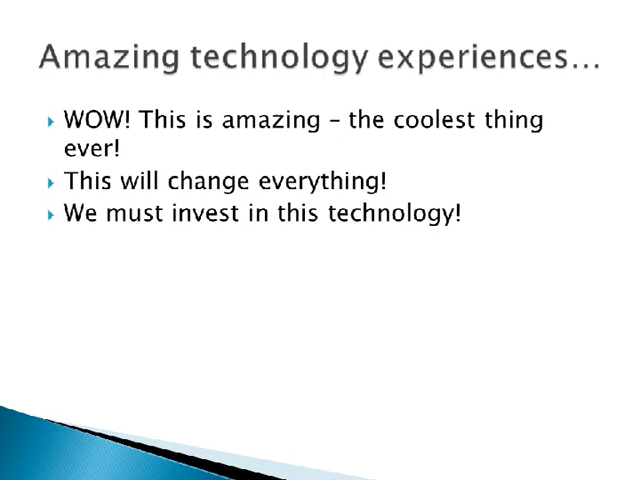 Amazing technology experiences…
WOW! This is amazing – the coolest thing
ever!
This will change everything!
We must invest in this technology!